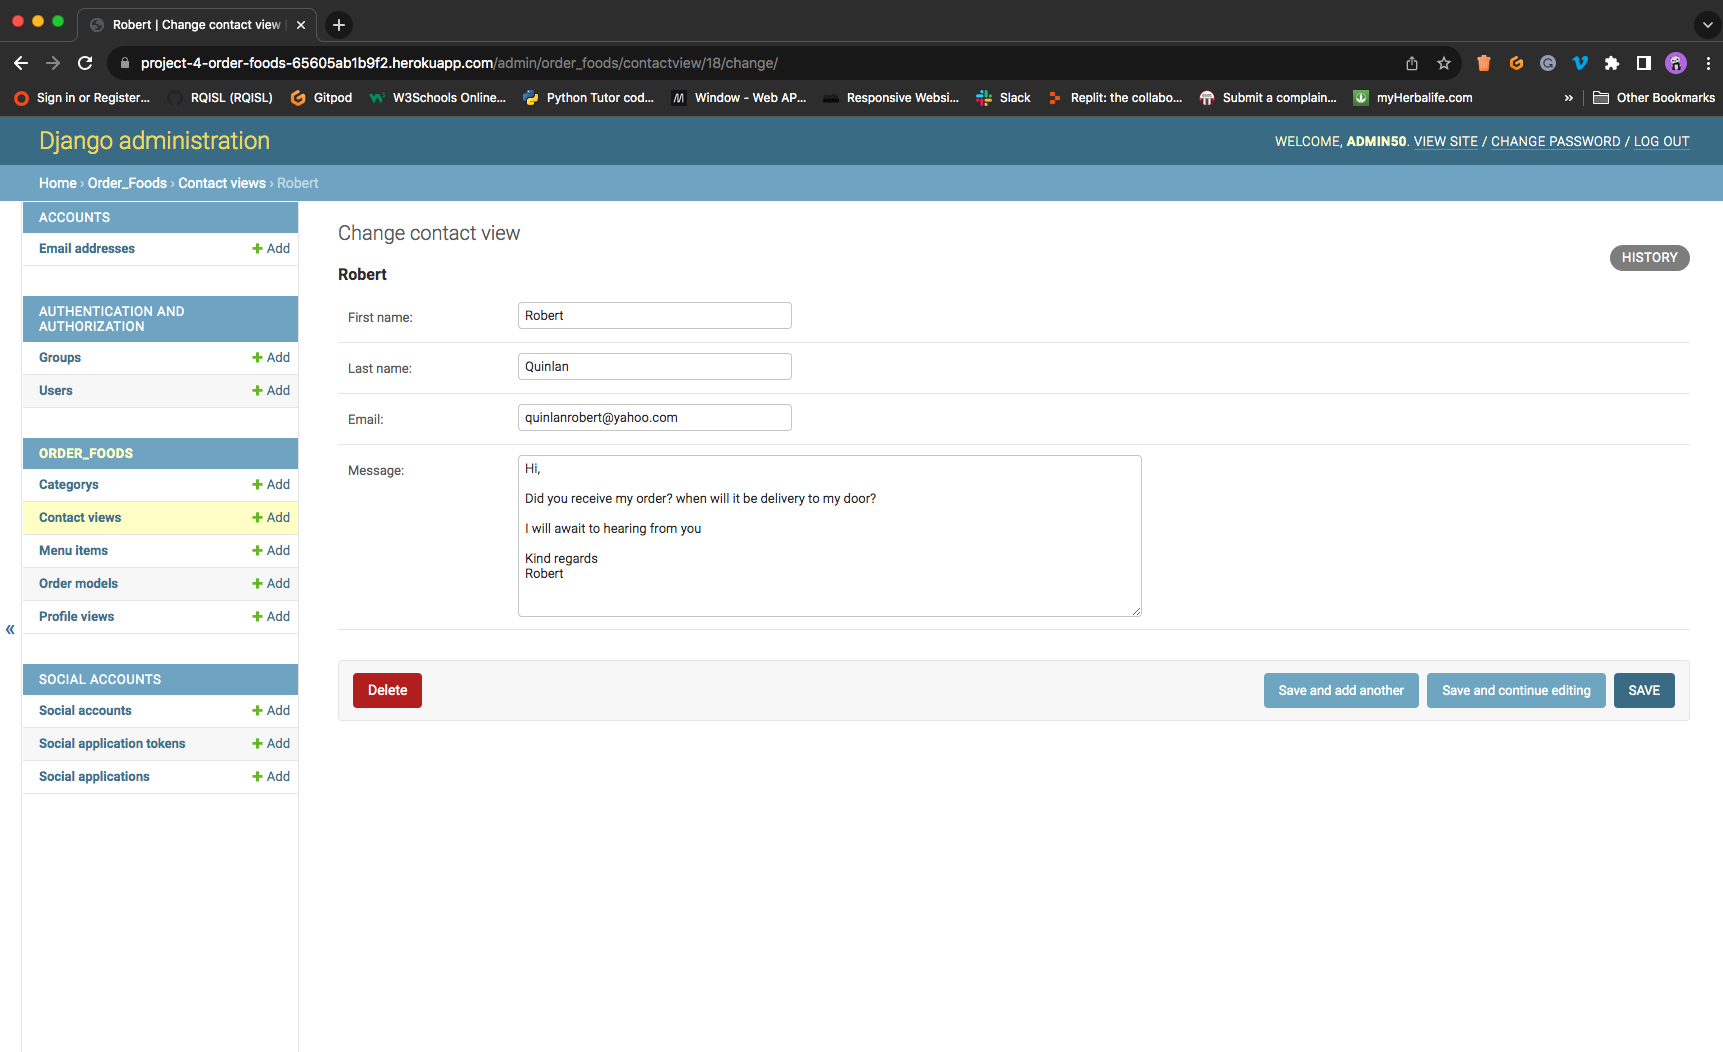 Robert | Change contact view
project-4-order-foods-65605ab1b9f2.herokuapp.com/admin/order_foods/contactview/18/change/
Sign in or Register... RQISL (RQISL) Gitpod W3Schools Online... Python Tutor cod... Window - Web AP... Responsive Websi... Slack Replit: the collabo... Submit a complain... myHerbalife.com » Other Bookmarks
Django administration
WELCOME, ADMIN50. VIEW SITE / CHANGE PASSWORD / LOG OUT
Home › Order_Foods › Contact views › Robert
ACCOUNTS
Email addresses + Add
AUTHENTICATION AND
AUTHORIZATION
Groups + Add
Users + Add
ORDER_FOODS
Categorys + Add
Contact views + Add
Menu items + Add
Order models + Add
Profile views + Add
«
SOCIAL ACCOUNTS
Social accounts + Add
Social application tokens + Add
Social applications + Add
Change contact view
HISTORY
Robert
First name: Robert
Last name: Quinlan
Email: quinlanrobert@yahoo.com
Message: Hi,
Did you receive my order? when will it be delivery to my door?
I will await to hearing from you
Kind regards
Robert
Delete Save and add another Save and continue editing SAVE